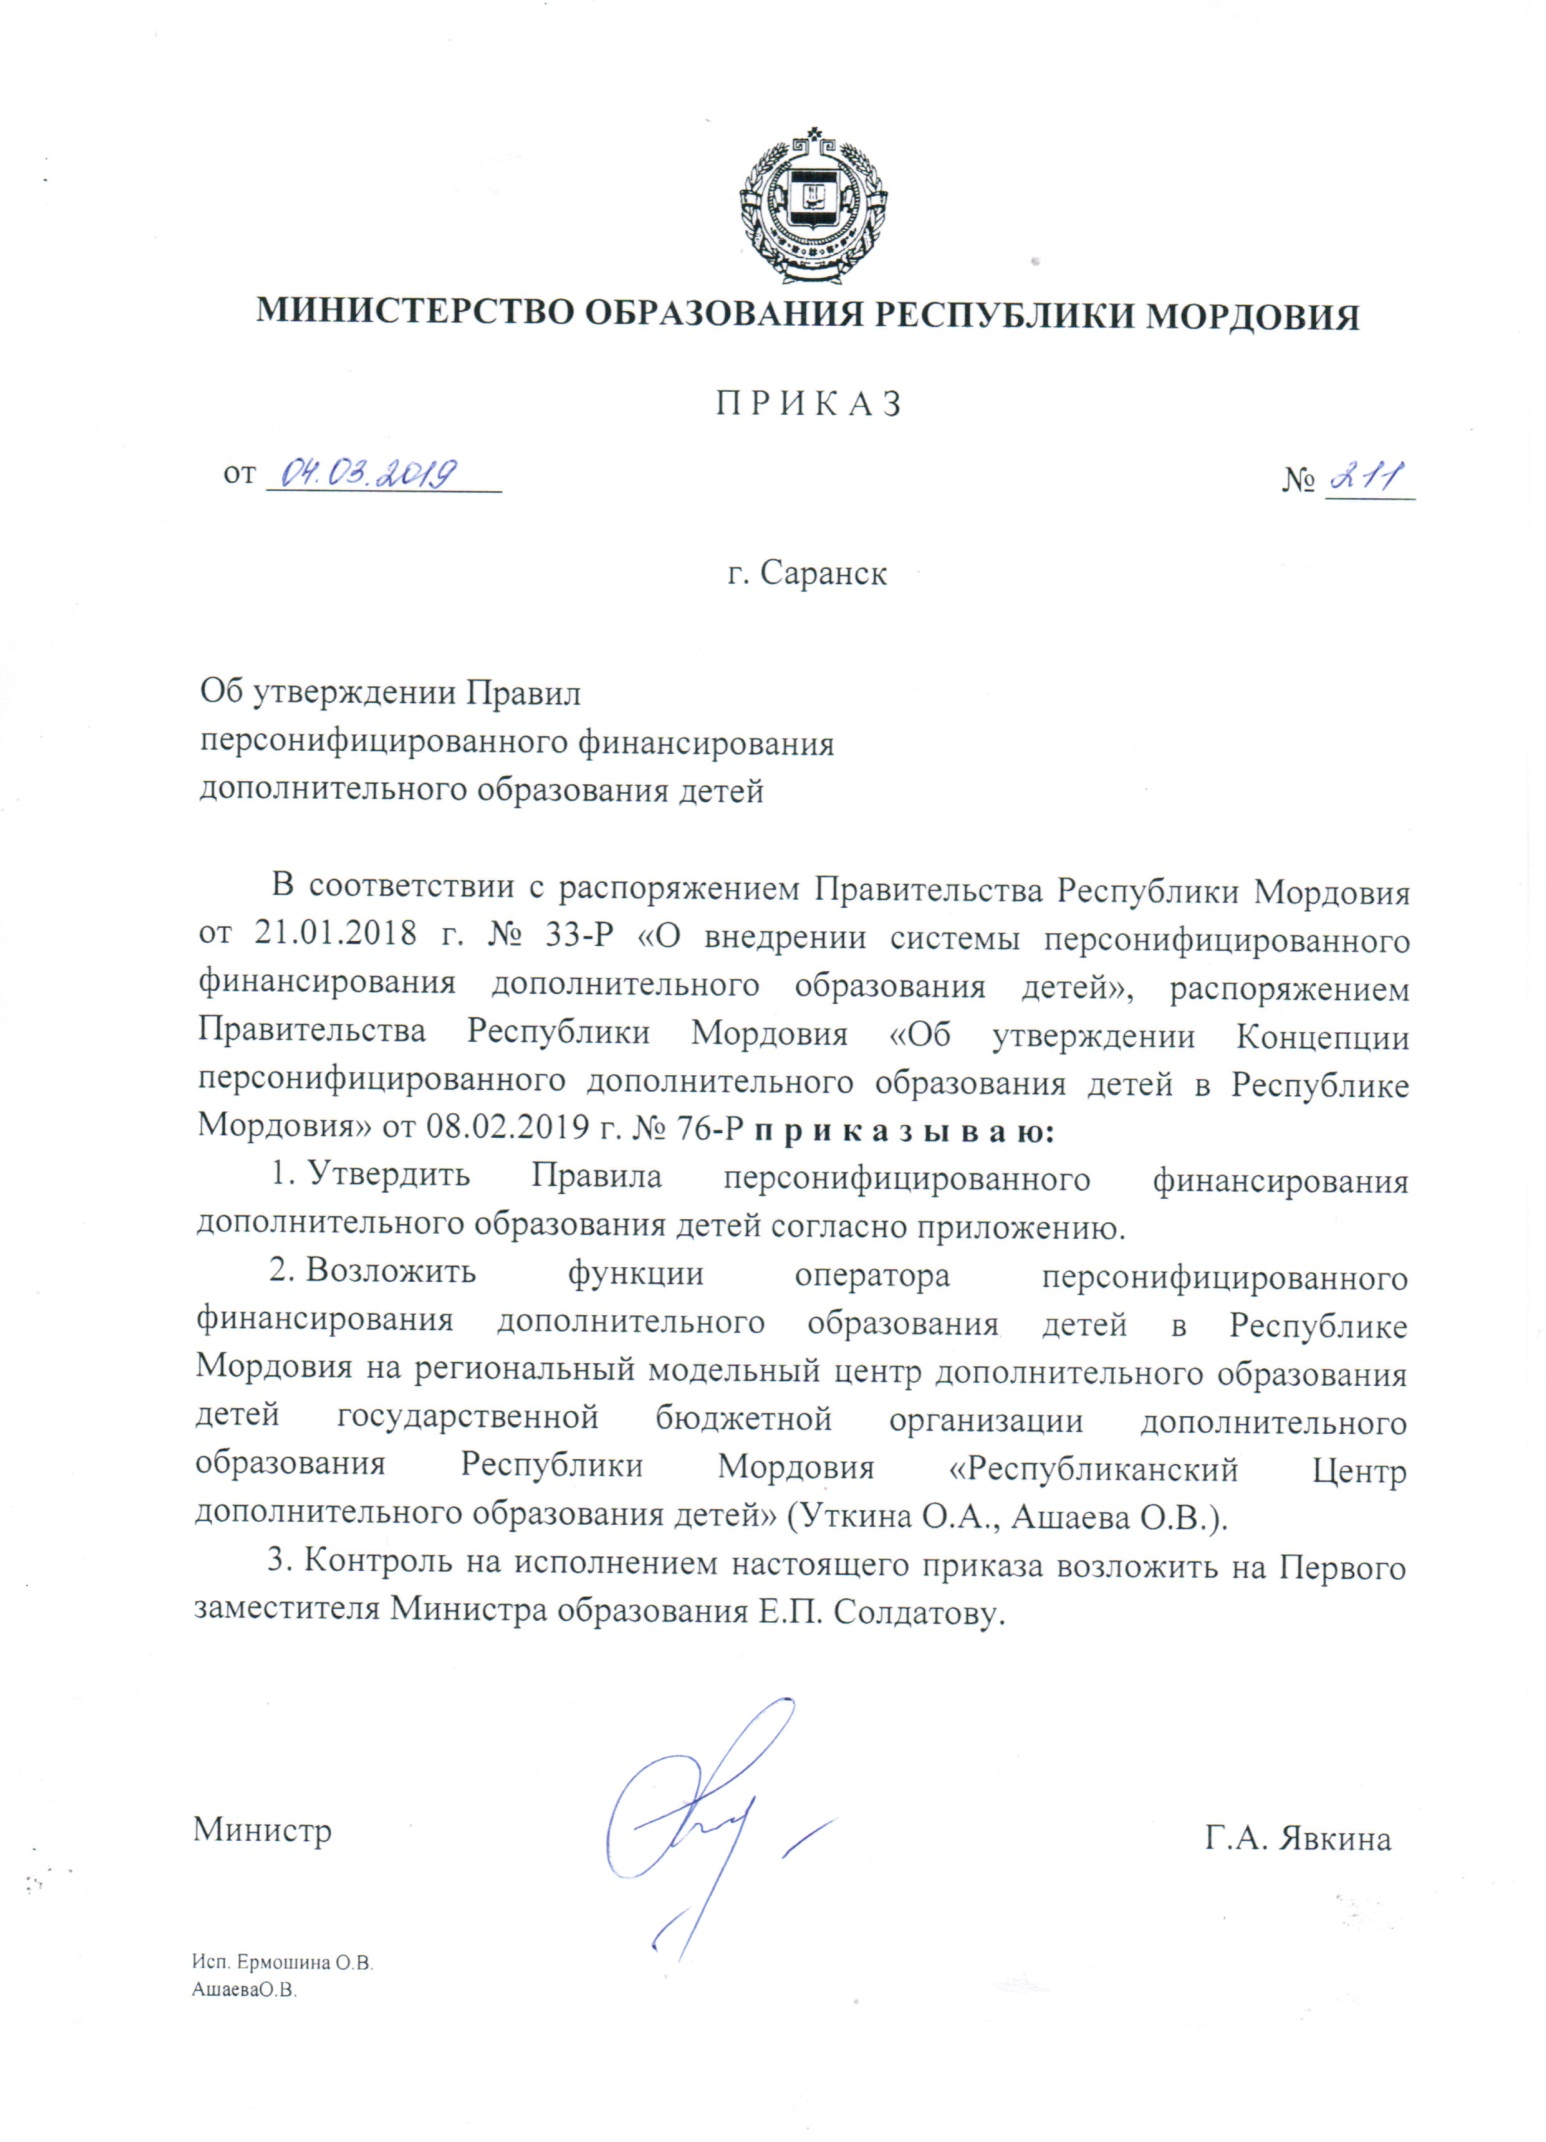 МИНИСТЕРСТВО ОБРАЗОВАНИЯ РЕСПУБЛИКИ МОРДОВИЯ
П Р И К А З
от 04.03.2019 № 211
г. Саранск
Об утверждении Правил
персонифицированного финансирования
дополнительного образования детей
В соответствии с распоряжением Правительства Республики Мордовия
от 21.01.2018 г. № 33-Р «О внедрении системы персонифицированного
финансирования дополнительного образования детей», распоряжением
Правительства Республики Мордовия «Об утверждении Концепции
персонифицированного дополнительного образования детей в Республике
Мордовия» от 08.02.2019 г. № 76-Р п р и к а з ы в а ю:
1. Утвердить Правила персонифицированного финансирования
дополнительного образования детей согласно приложению.
2. Возложить функции оператора персонифицированного
финансирования дополнительного образования детей в Республике
Мордовия на региональный модельный центр дополнительного образования
детей государственной бюджетной организации дополнительного
образования Республики Мордовия «Республиканский Центр
дополнительного образования детей» (Уткина О.А., Ашаева О.В.).
3. Контроль на исполнением настоящего приказа возложить на Первого
заместителя Министра образования Е.П. Солдатову.
Министр Г.А. Явкина
Исп. Ермошина О.В.
АшаеваО.В.